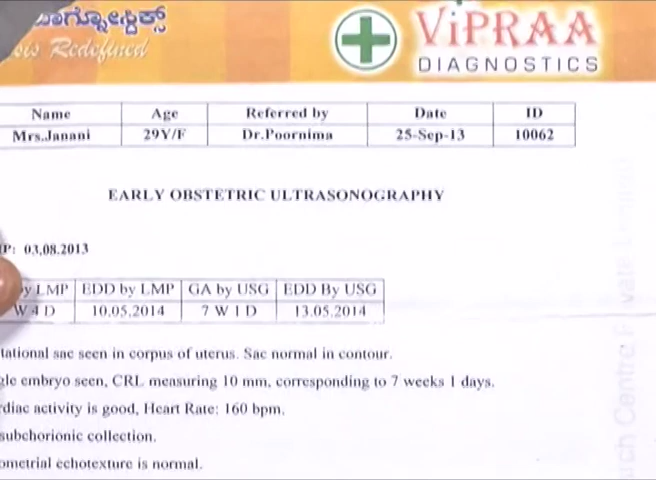 ಡಯಾಗ್ನೋಸ್ಟಿಕ್ಸ್
Redefined
ViPRAA
DIAGNOSTICS
Name Age Referred by Date ID
Mrs.Janani 29Y/F Dr.Poornima 25-Sep-13 10062
EARLY OBSTETRIC ULTRASONOGRAPHY
03.08.2013
by LMP EDD by LMP GA by USG EDD By USG
W 4 D 10.05.2014 7 W 1 D 13.05.2014
tational sac seen in corpus of uterus. Sac normal in contour.
gle embryo seen, CRL measuring 10 mm, corresponding to 7 weeks 1 days.
rdiac activity is good, Heart Rate: 160 bpm.
subchorionic collection.
ometrial echotexture is normal.